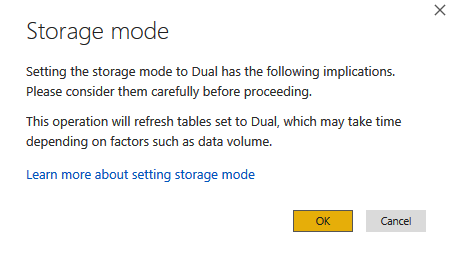 Storage mode
Setting the storage mode to Dual has the following implications.
Please consider them carefully before proceeding.
This operation will refresh tables set to Dual, which may take time
depending on factors such as data volume.
Learn more about setting storage mode
OK
Cancel